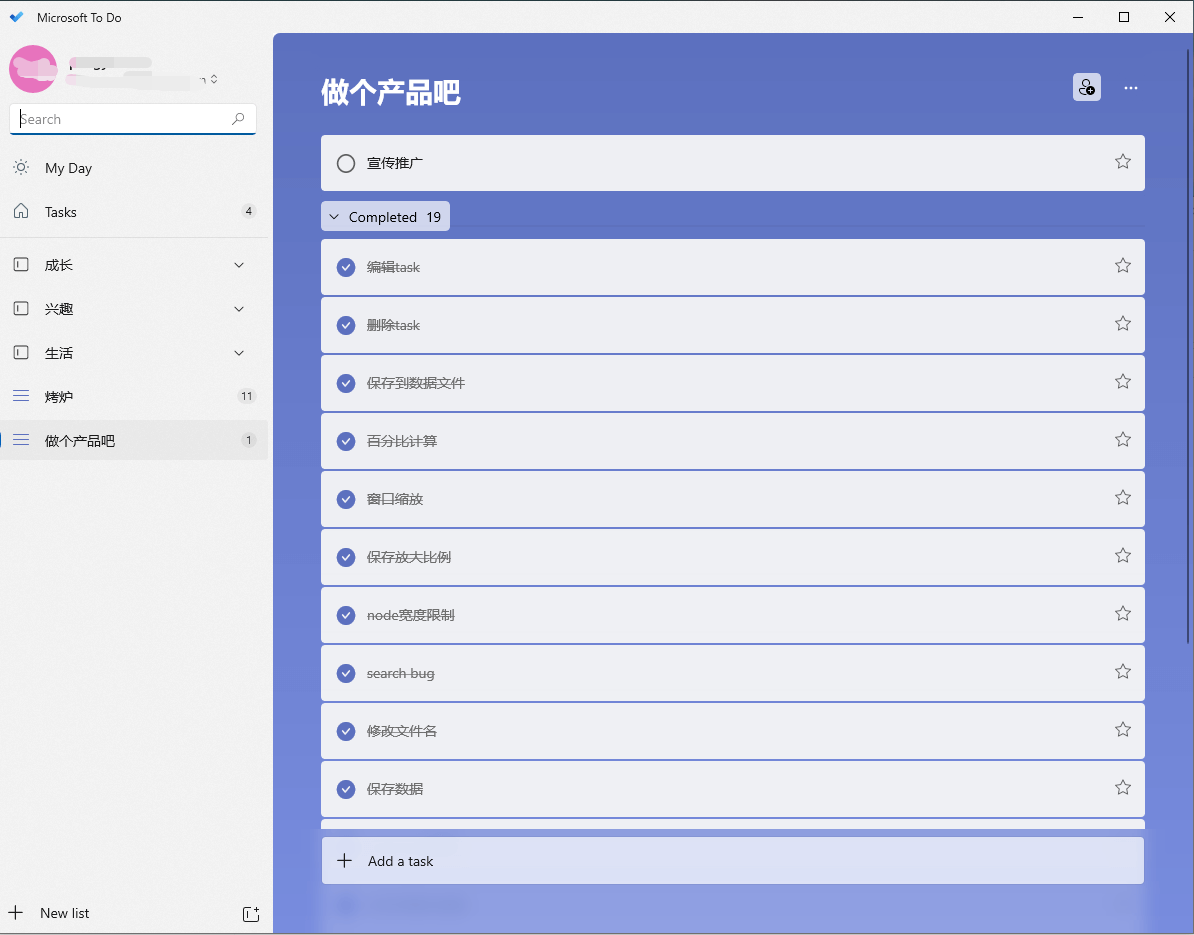 Microsoft To Do
Search
My Day
Tasks 4
成长
兴趣
生活
烤炉 11
做个产品吧 1
New list
做个产品吧
宣传推广
Completed 19
编辑task
删除task
保存到数据文件
百分比计算
窗口缩放
保存放大比例
node宽度限制
search bug
修改文件名
保存数据
Add a task